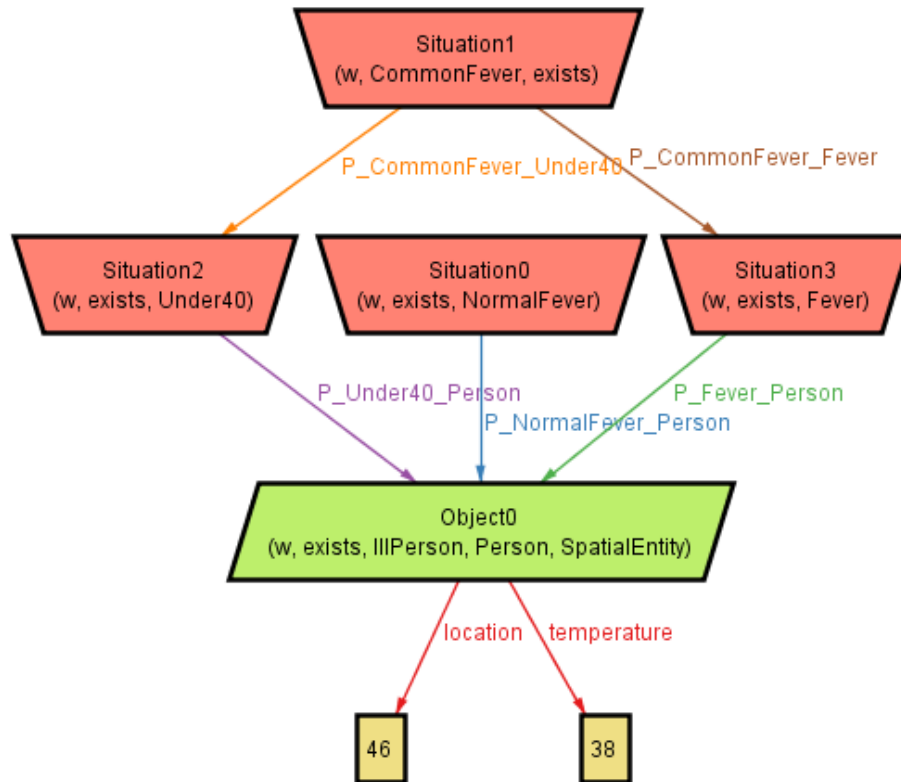 Situation1
(w, CommonFever, exists)
P_CommonFever_Under40
P_CommonFever_Fever
Situation2
(w, exists, Under40)
Situation0
(w, exists, NormalFever)
Situation3
(w, exists, Fever)
P_Under40_Person
P_NormalFever_Person
P_Fever_Person
Object0
(w, exists, IllPerson, Person, SpatialEntity)
location
temperature
46
38